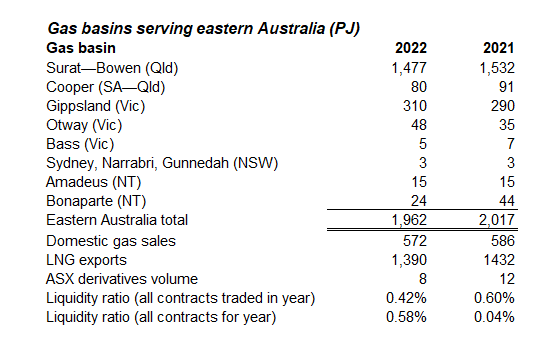 Gas basins serving eastern Australia (PJ)
Gas basin 2022 2021
Surat—Bowen (Qld) 1,477 1,532
Cooper (SA—Qld) 80 91
Gippsland (Vic) 310 290
Otway (Vic) 48 35
Bass (Vic) 5 7
Sydney, Narrabri, Gunnedah (NSW) 3 3
Amadeus (NT) 15 15
Bonaparte (NT) 24 44
Eastern Australia total 1,962 2,017
Domestic gas sales 572 586
LNG exports 1,390 1432
ASX derivatives volume 8 12
Liquidity ratio (all contracts traded in year) 0.42% 0.60%
Liquidity ratio (all contracts for year) 0.58% 0.04%